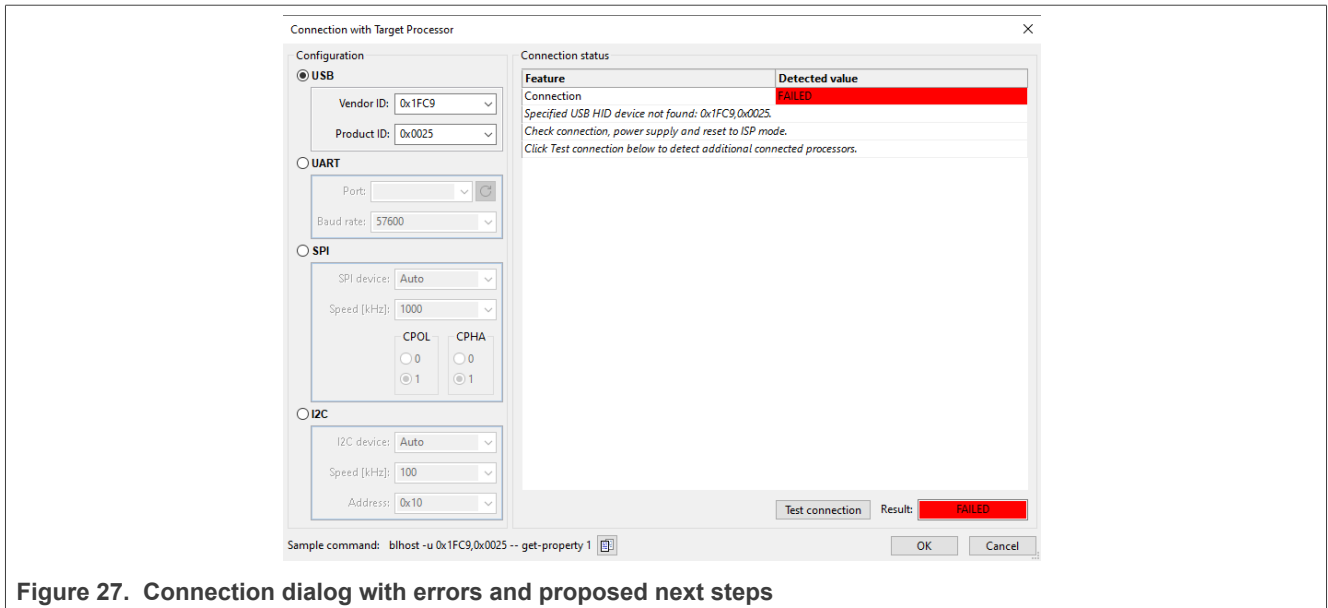 Connection with Target Processor
Configuration
USB
Vendor ID: 0x1FC9
Product ID: 0x0025
UART
Port:
Baud rate: 57600
SPI
SPI device: Auto
Speed [kHz]: 1000
CPOL CPHA
0 0
1 1
I2C
I2C device: Auto
Speed [kHz]: 100
Address: 0x10
Connection status
Feature Detected value
Connection FAILED
Specified USB HID device not found: 0x1FC9,0x0025.
Check connection, power supply and reset to ISP mode.
Click Test connection below to detect additional connected processors.
Test connection Result: FAILED
Sample command: blhost -u 0x1FC9,0x0025 -- get-property 1
OK Cancel
Figure 27. Connection dialog with errors and proposed next steps